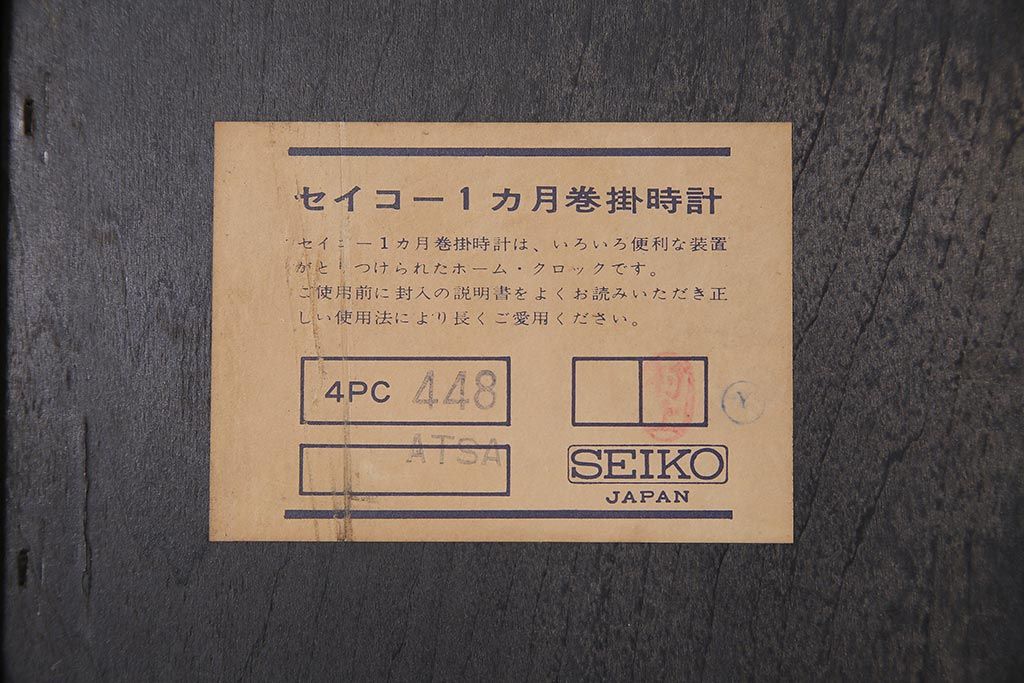 セイコー1カ月巻掛時計
セイコー1カ月巻掛時計は、いろいろ便利な装置
がとりつけられたホーム・クロックです。
ご使用前に封入の説明書をよくお読みいただき正
しい使用法により長くご愛用ください。
4PC 448
ATSA
SEIKO
JAPAN